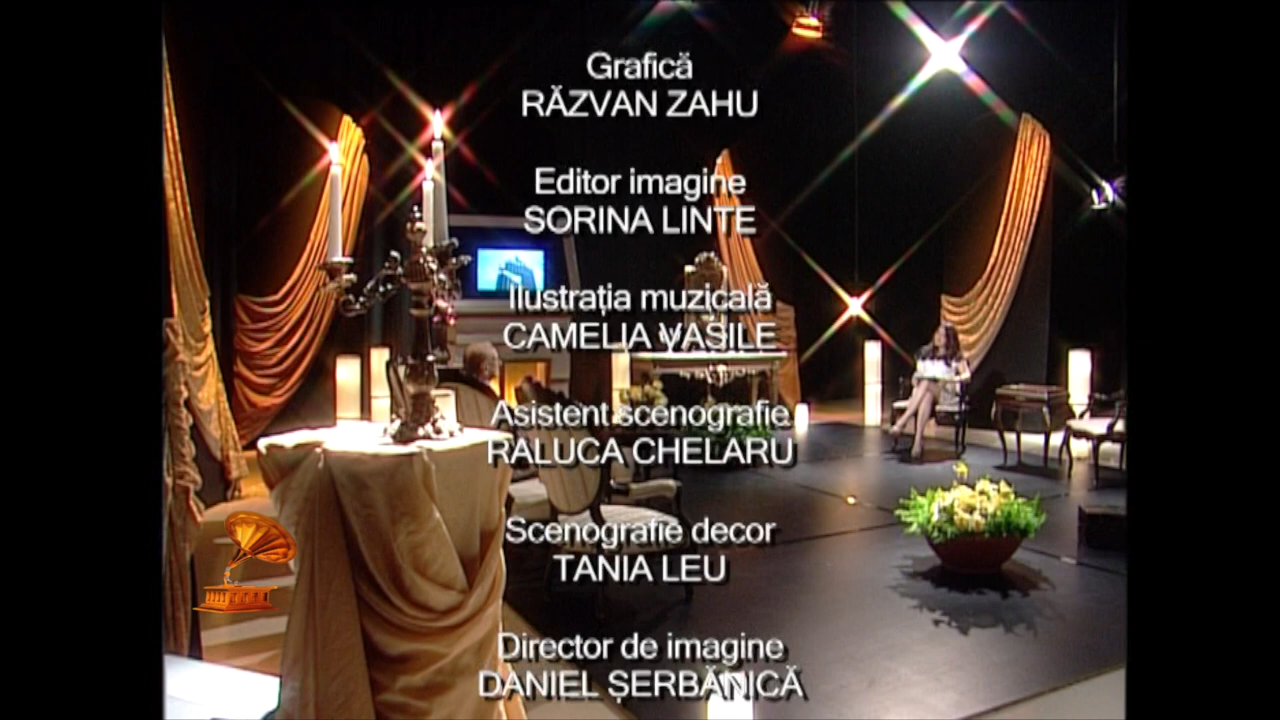 Grafică
RĂZVAN ZAHU
Editor imagine
SORINA LINTE
Ilustrația muzicală
CAMELIA VASILE
Asistent scenografie
RALUCA CHELARU
Scenografie decor
TANIA LEU
Director de imagine
DANIEL ȘERBĂNICĂ